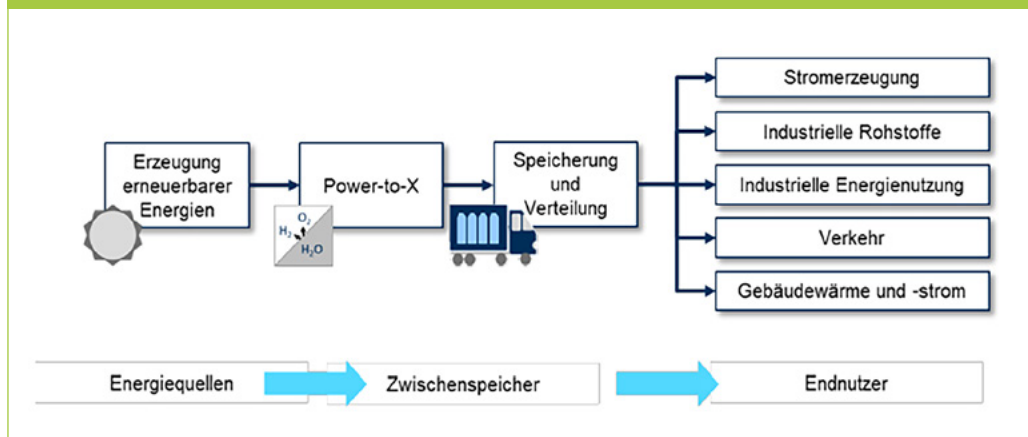 Erzeugung
erneuerbarer
Energien
Power-to-X
O₂
H₂
H₂O
Speicherung
und
Verteilung
Stromerzeugung
Industrielle Rohstoffe
Industrielle Energienutzung
Verkehr
Gebäudewärme und -strom
Energiequellen
Zwischenspeicher
Endnutzer